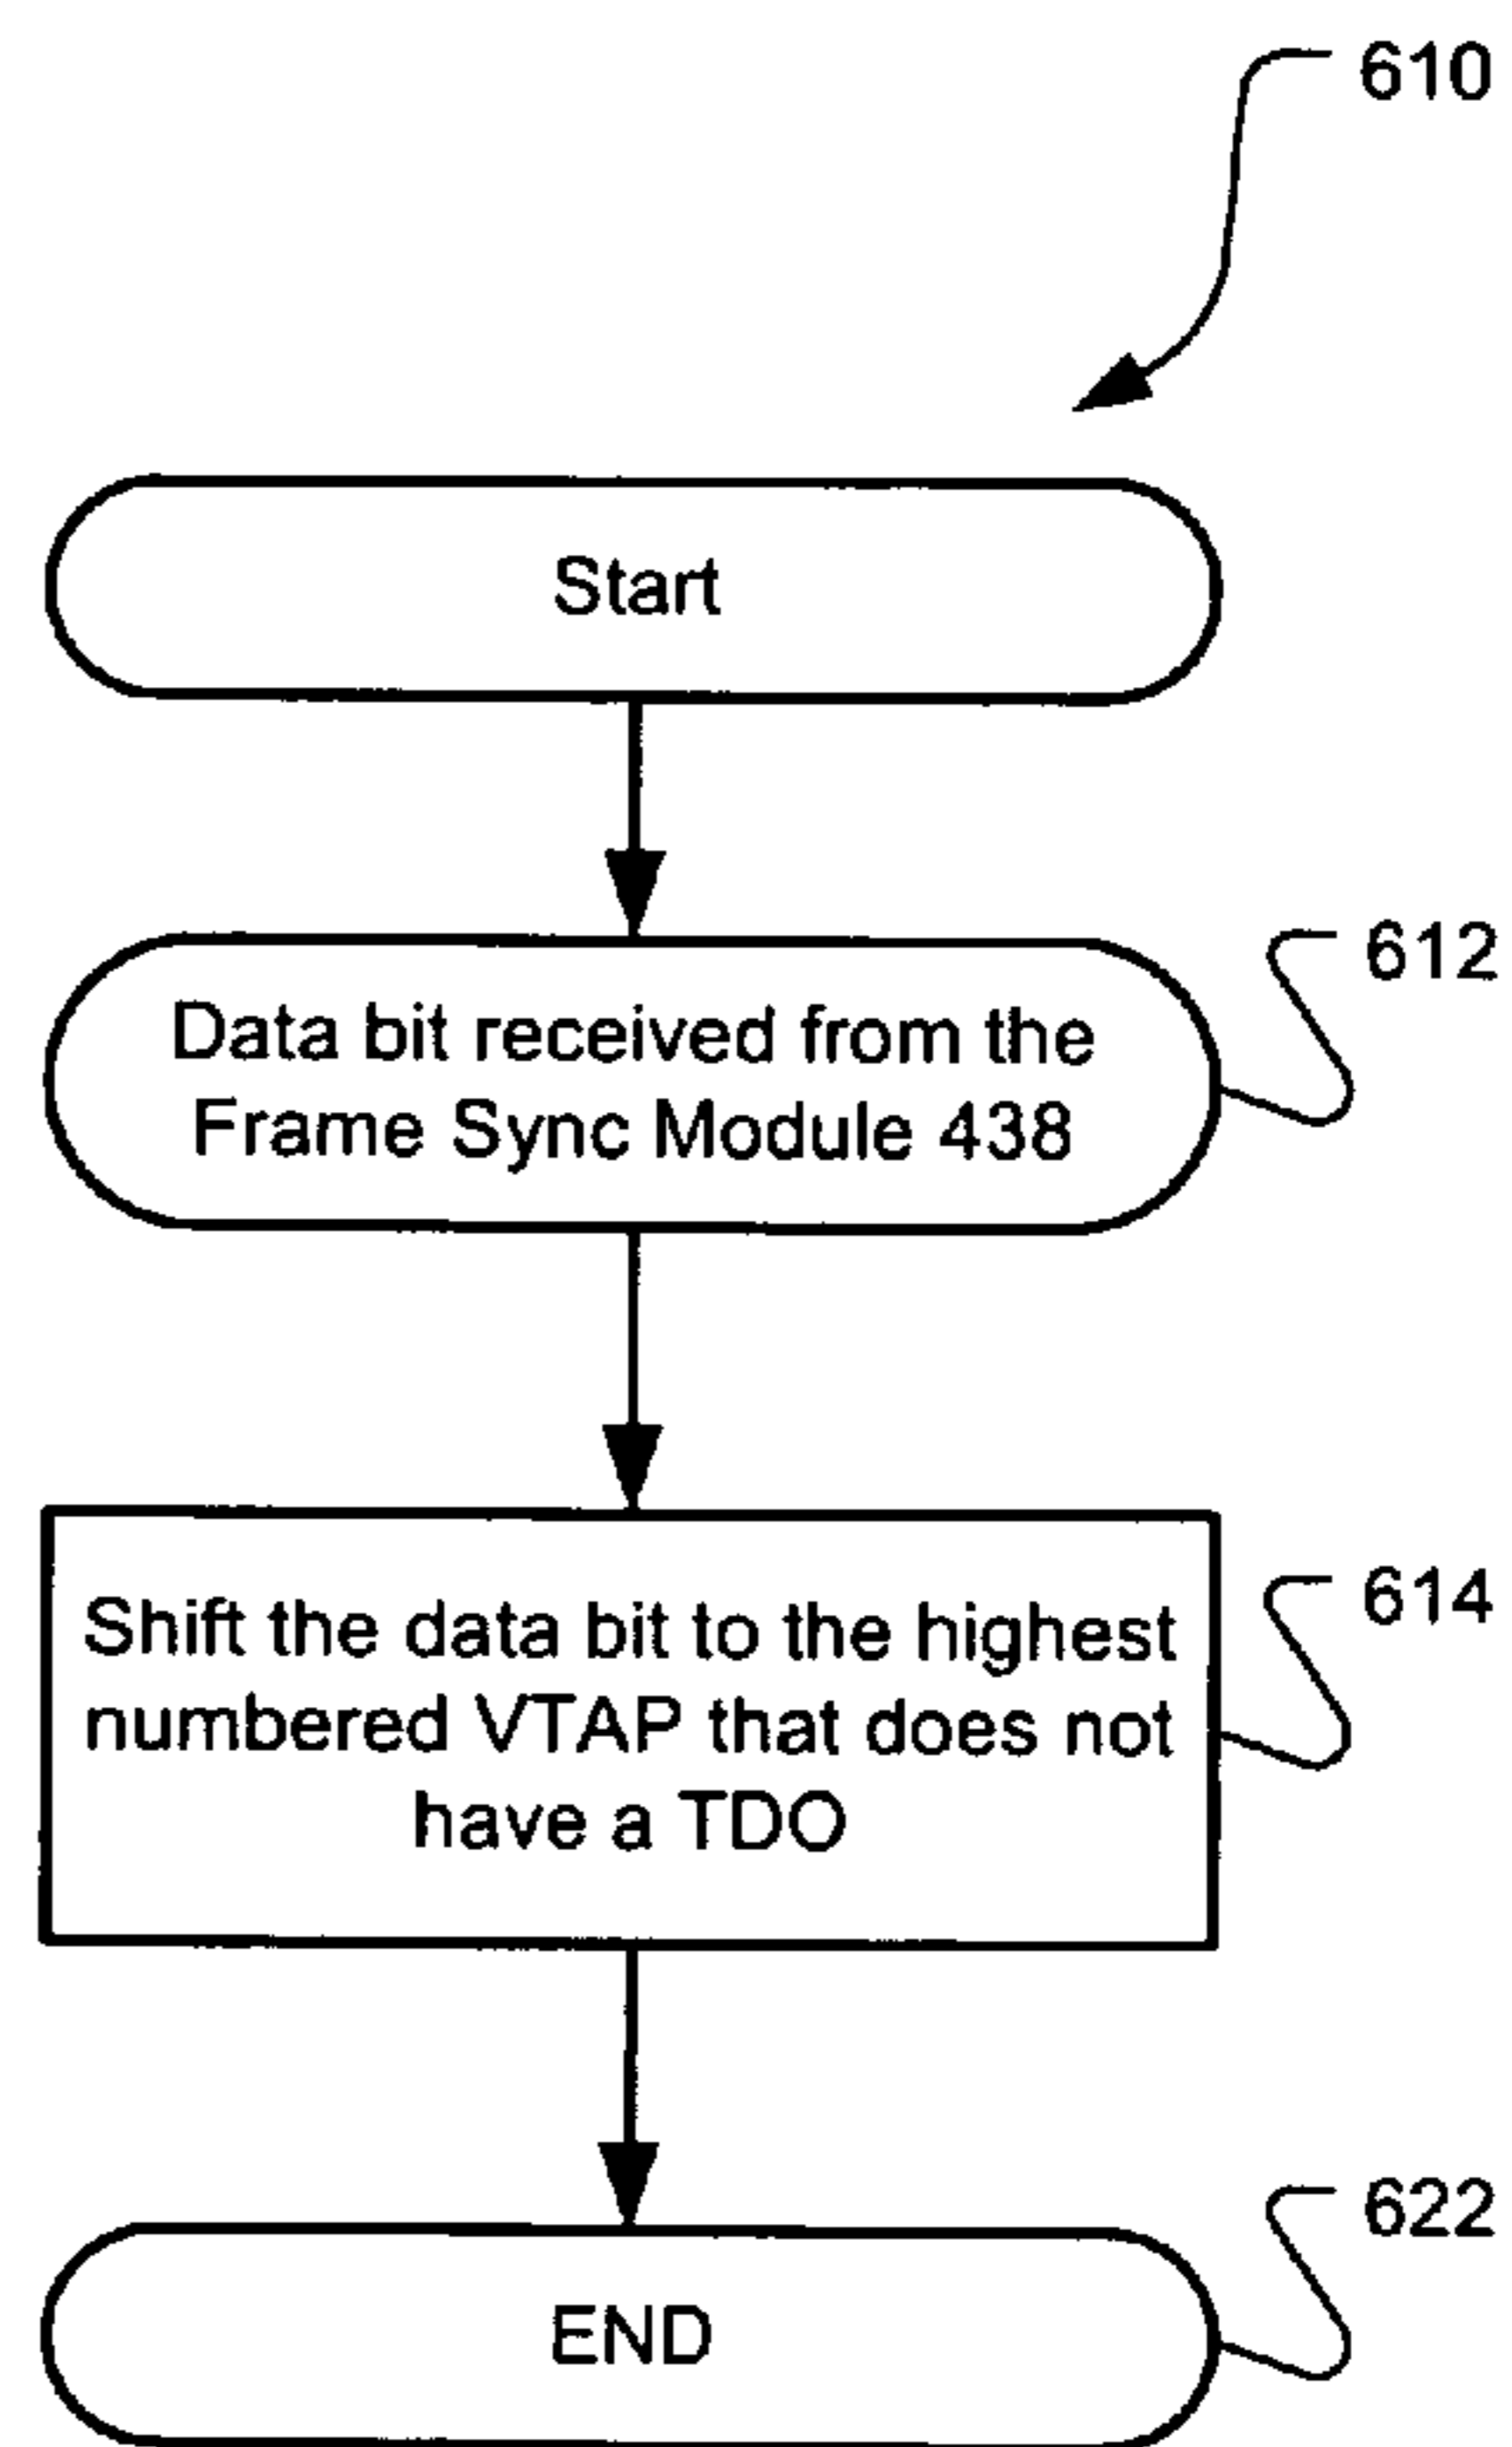 610
Start
Data bit received from the
Frame Sync Module 438
612
Shift the data bit to the highest
numbered VTAP that does not
have a TDO
614
END
622